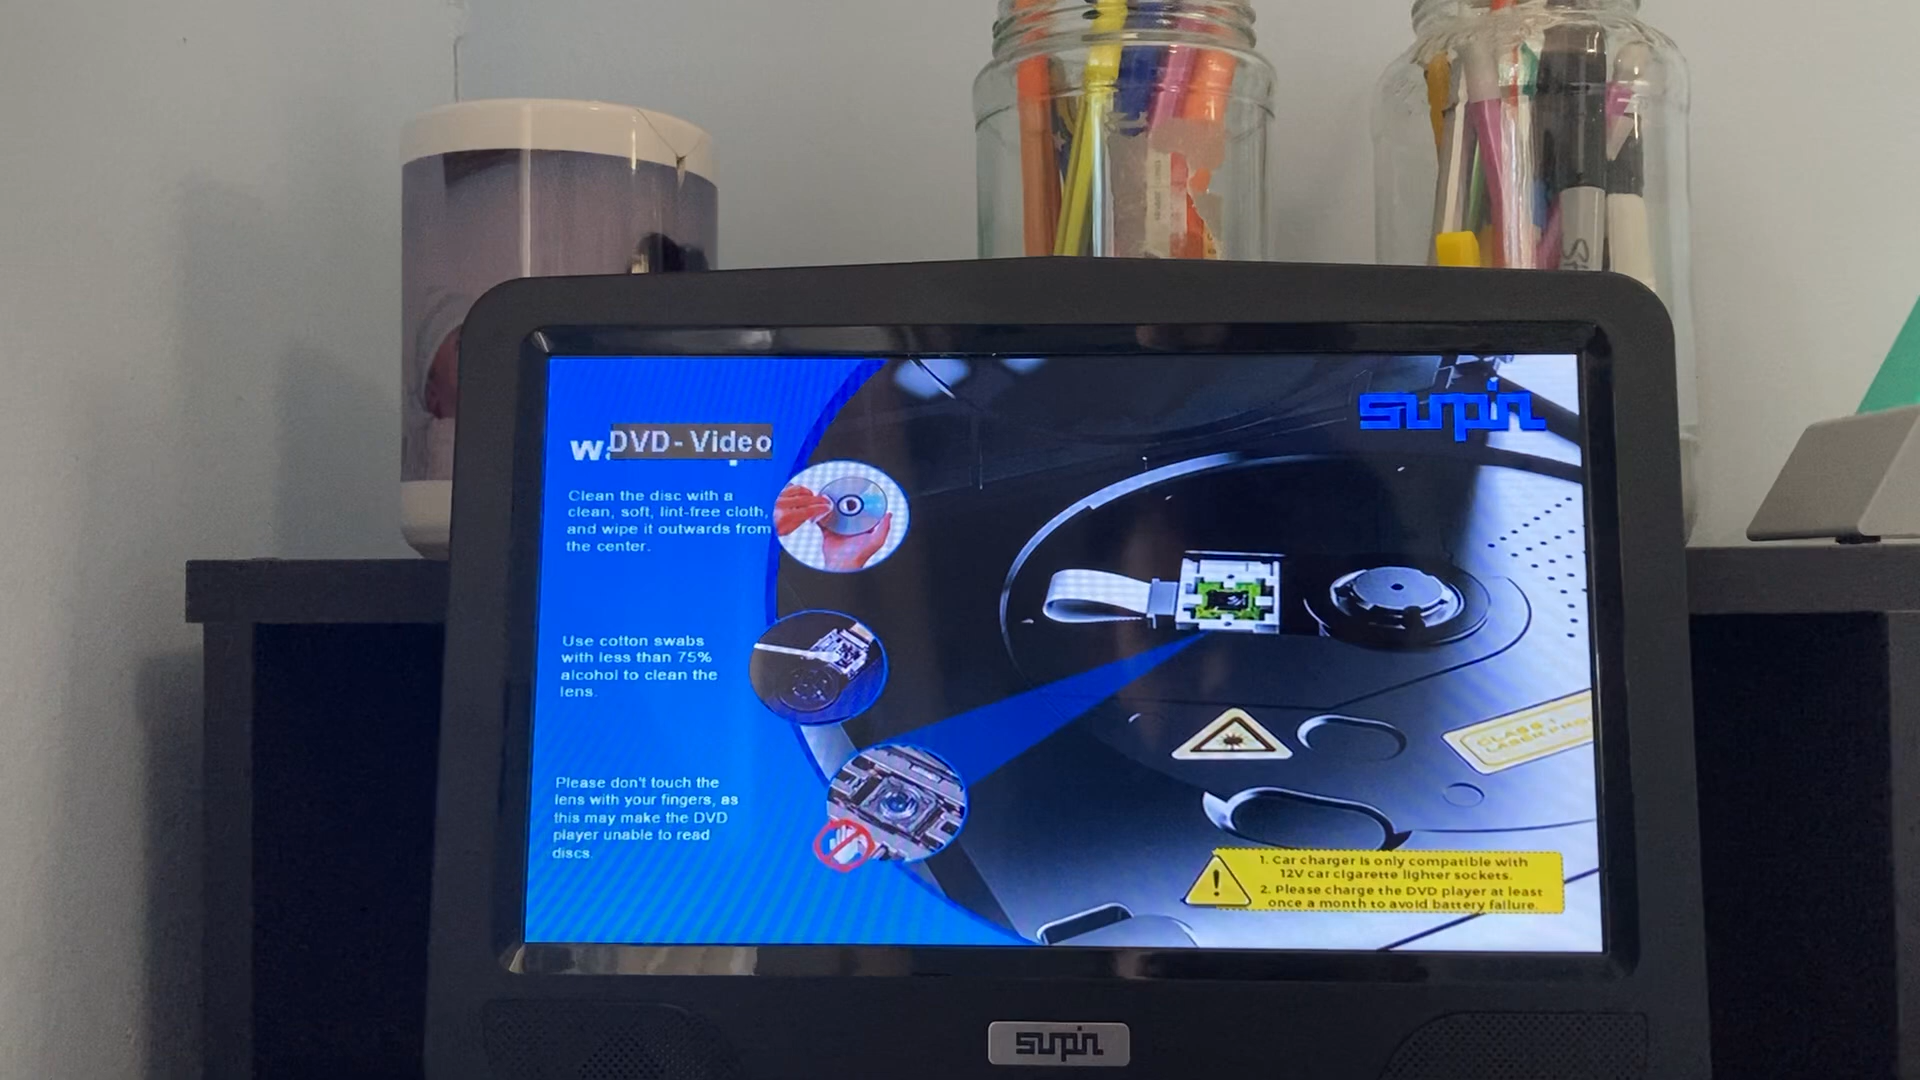 supin
DVD-Video
Clean the disc with a
clean, soft, lint-free cloth,
and wipe it outwards from
the center.
Use cotton swabs
with less than 75%
alcohol to clean the
lens.
Please don't touch the
lens with your fingers, as
this may make the DVD
player unable to read
discs.
CLASS 1
LASER
1. Car charger is only compatible with
12V car cigarette lighter sockets.
2. Please charge the DVD player at least
once a month to avoid battery failure.
supin